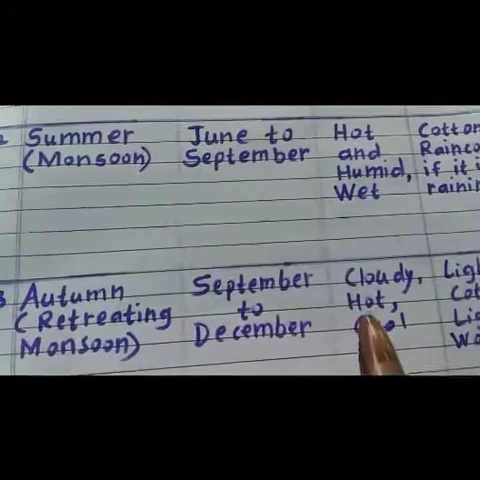 Summer June to Hot Cotton
(Monsoon) September and
Humid, if it
Wet
Autumn September Cloudy,
(Retreating to Hot,
Monsoon) December